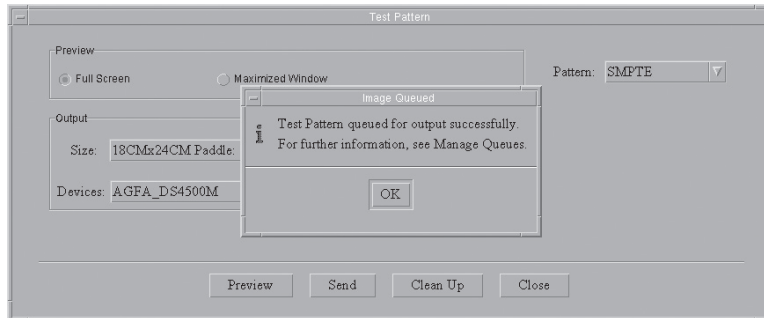 Test Pattern
Preview
Full Screen
Maximized Window
Pattern: SMPTE
Image Queued
Test Pattern queued for output successfully.
For further information, see Manage Queues.
OK
Output
Size: 18CMx24CM Paddle:
Devices: AGFA_DS4500M
Preview
Send
Clean Up
Close